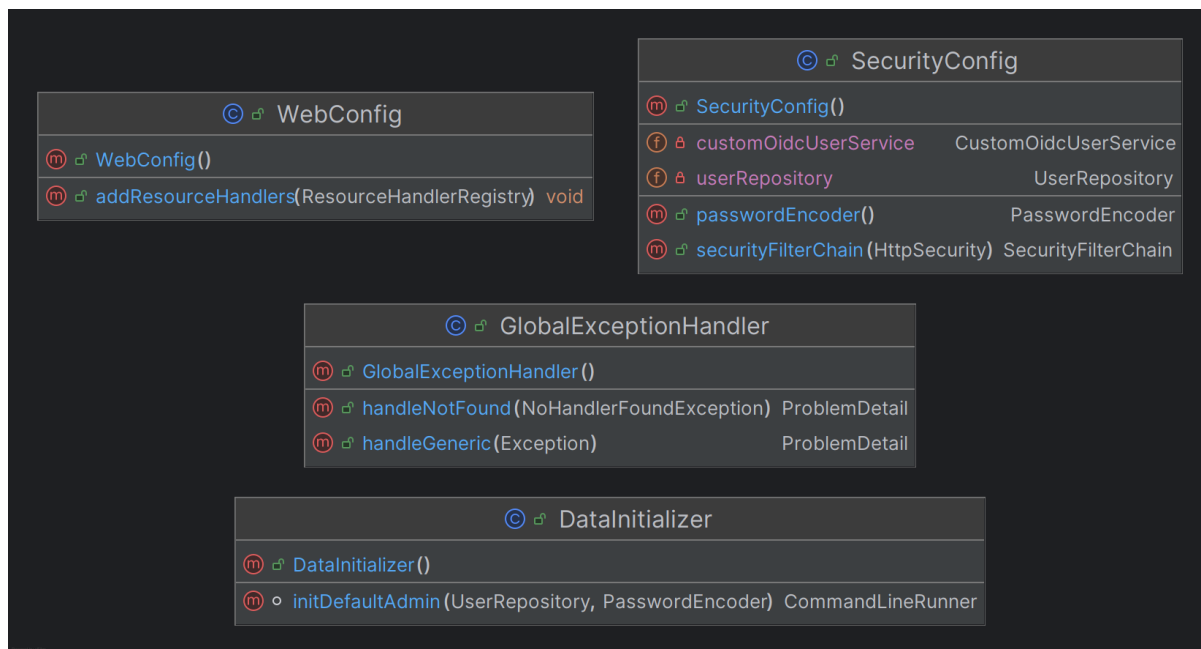 WebConfig
WebConfig()
addResourceHandlers(ResourceHandlerRegistry) void
SecurityConfig
SecurityConfig()
customOidcUserService CustomOidcUserService
userRepository UserRepository
passwordEncoder() PasswordEncoder
securityFilterChain(HttpSecurity) SecurityFilterChain
GlobalExceptionHandler
GlobalExceptionHandler()
handleNotFound(NoHandlerFoundException) ProblemDetail
handleGeneric(Exception) ProblemDetail
DataInitializer
DataInitializer()
initDefaultAdmin(UserRepository, PasswordEncoder) CommandLineRunner